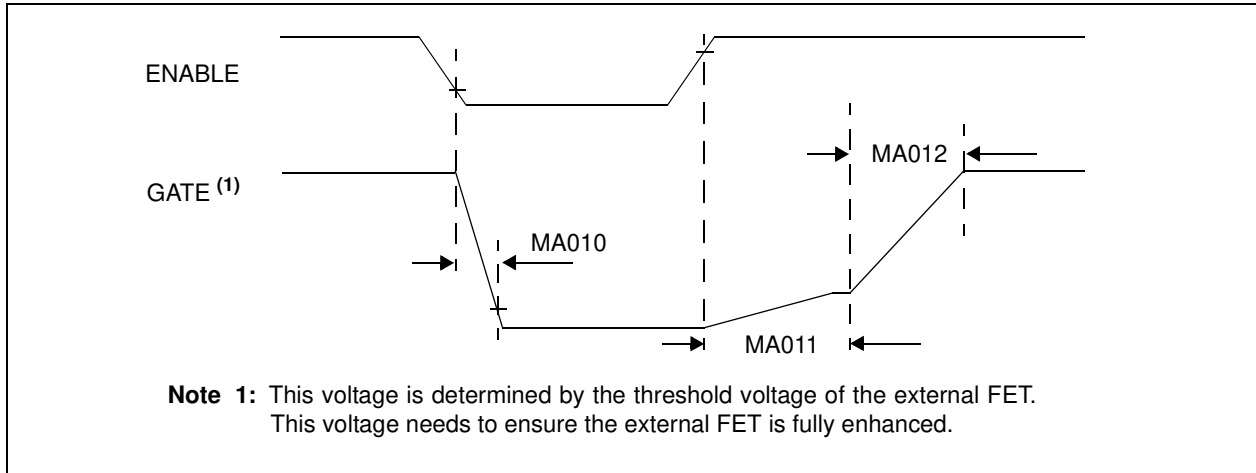 ENABLE
MA012
GATE (1)
MA010
MA011
Note 1: This voltage is determined by the threshold voltage of the external FET.
This voltage needs to ensure the external FET is fully enhanced.